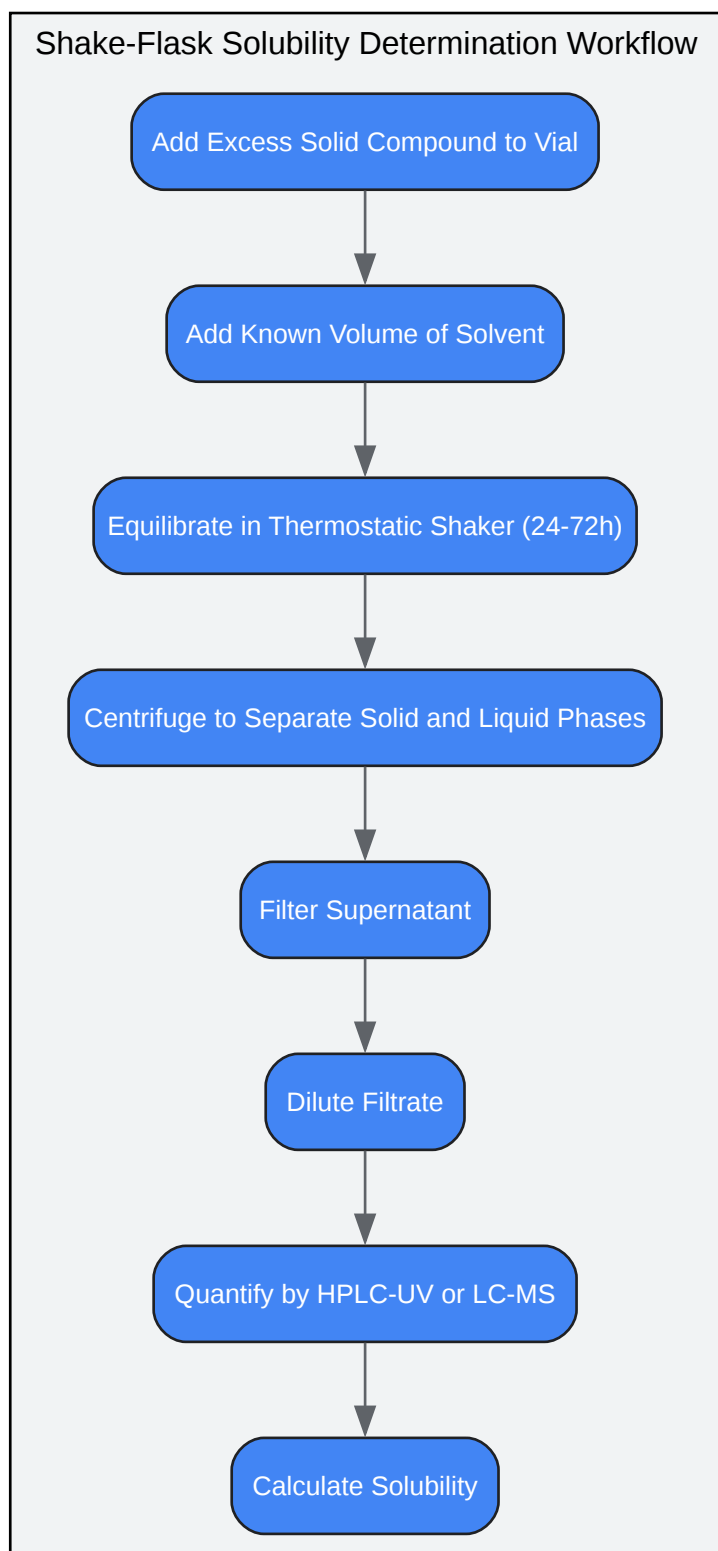 Shake-Flask Solubility Determination Workflow
Add Excess Solid Compound to Vial
Add Known Volume of Solvent
Equilibrate in Thermostatic Shaker (24-72h)
Centrifuge to Separate Solid and Liquid Phases
Filter Supernatant
Dilute Filtrate
Quantify by HPLC-UV or LC-MS
Calculate Solubility